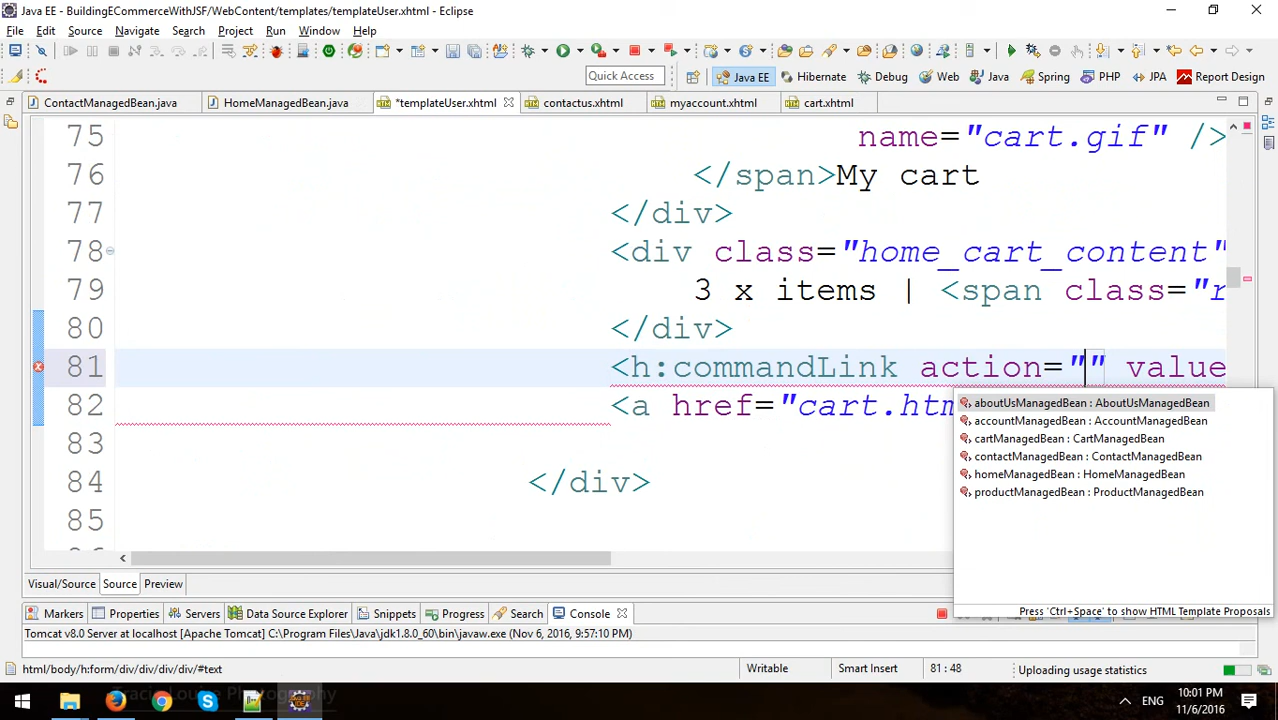 Java EE - BuildingECommerceWithJSF/WebContent/templates/templateUser.xhtml - Eclipse
File Edit Source Navigate Search Project Run Window Help
Quick Access Java EE Hibernate Debug Web Java Spring PHP JPA Report Design
ContactManagedBean.java HomeManagedBean.java *templateUser.xhtml contactus.xhtml myaccount.xhtml cart.xhtml
75 name="cart.gif" />
76 </span>My cart
77 </div>
78 <div class="home_cart_content"
79 3 x items | <span class="r
80 </div>
81 <h:commandLink action="" value
82 <a href="cart.htm
83
84 </div>
85
aboutUsManagedBean : AboutUsManagedBean
accountManagedBean : AccountManagedBean
cartManagedBean : CartManagedBean
contactManagedBean : ContactManagedBean
homeManagedBean : HomeManagedBean
productManagedBean : ProductManagedBean
Press 'Ctrl+Space' to show HTML Template Proposals
Visual/Source Source Preview
Markers Properties Servers Data Source Explorer Snippets Progress Search Console
Tomcat v8.0 Server at localhost [Apache Tomcat] C:\Program Files\Java\jdk1.8.0_60\bin\javaw.exe (Nov 6, 2016, 9:57:10 PM)
html/body/h:form/div/div/div/div/#text Writable Smart Insert 81 : 48 Uploading usage statistics
Tracie Louise Photography
ENG 10:01 PM
11/6/2016